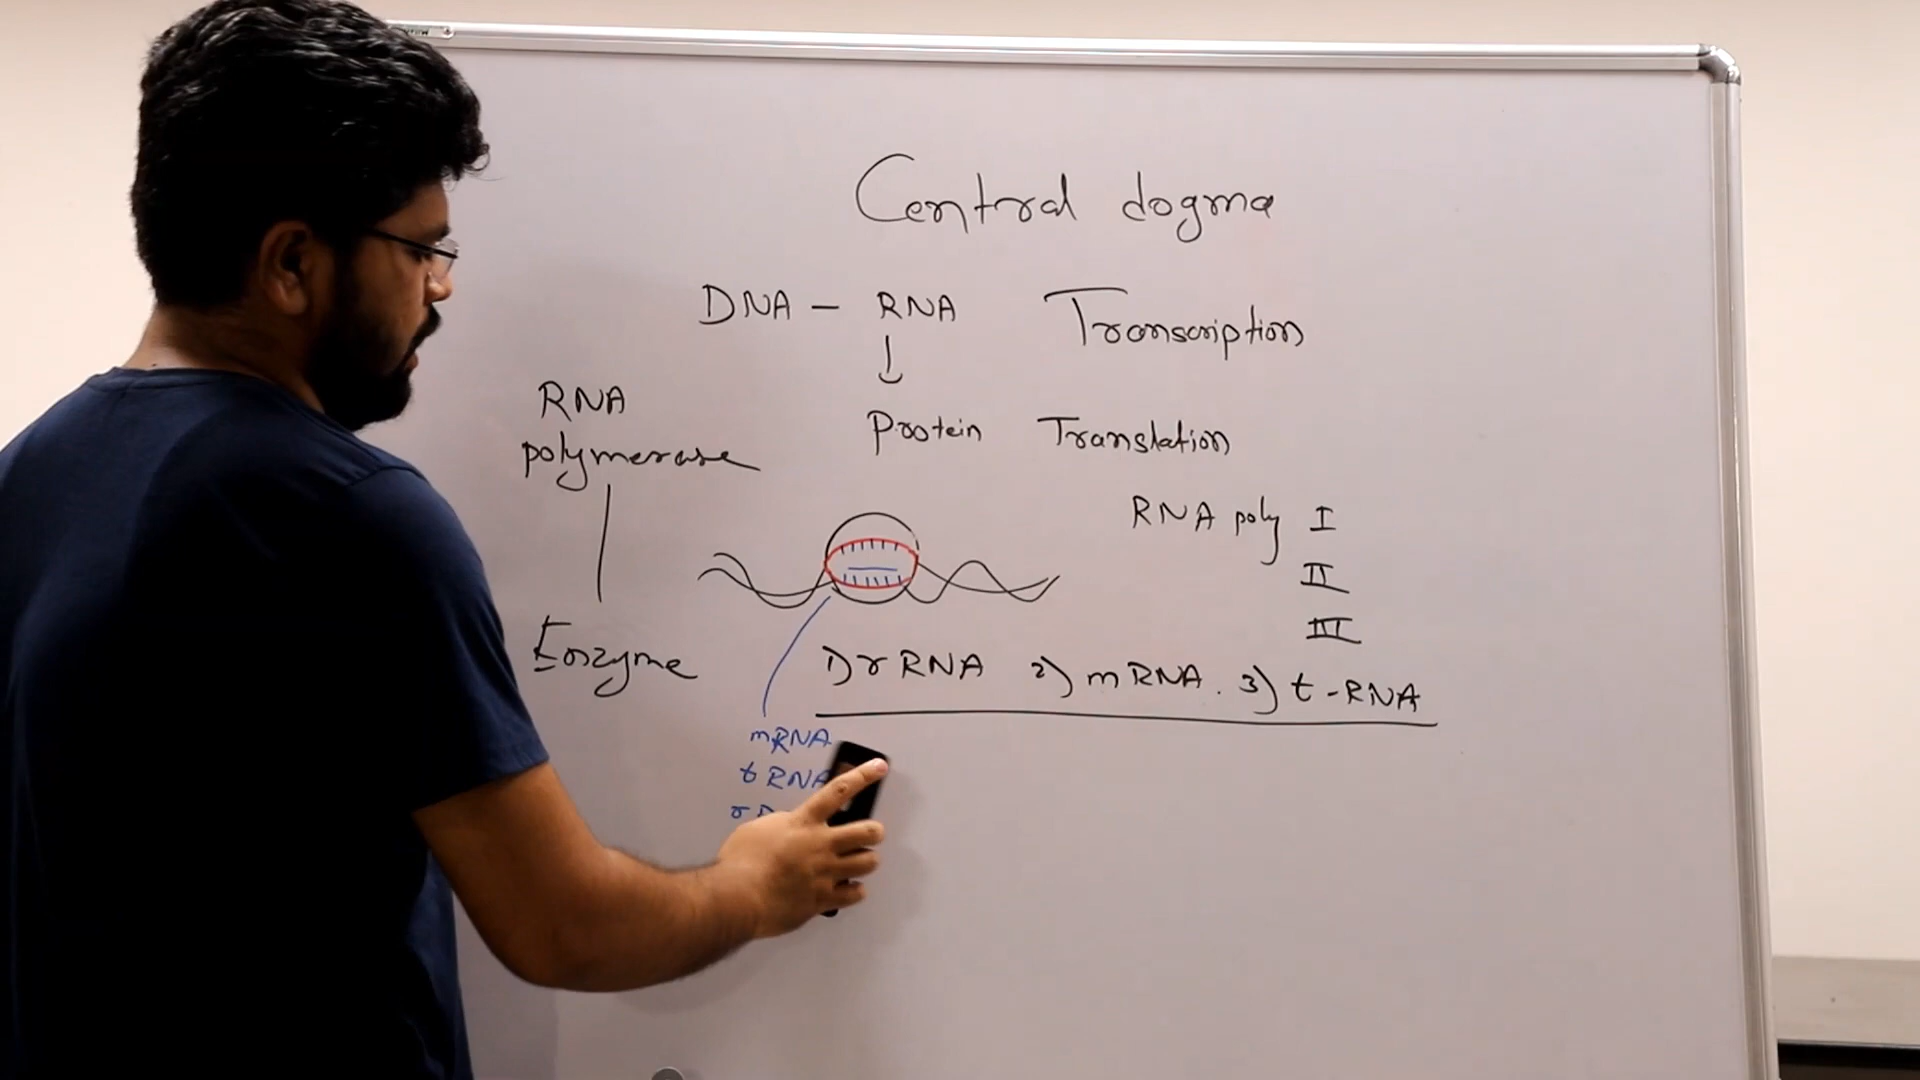 Central dogma
DNA - RNA Transcription
↓
Protein Translation
RNA
polymerase
Enzyme
RNA poly I
II
III
1) rRNA 2) mRNA. 3) t-RNA
mRNA
tRNA
r